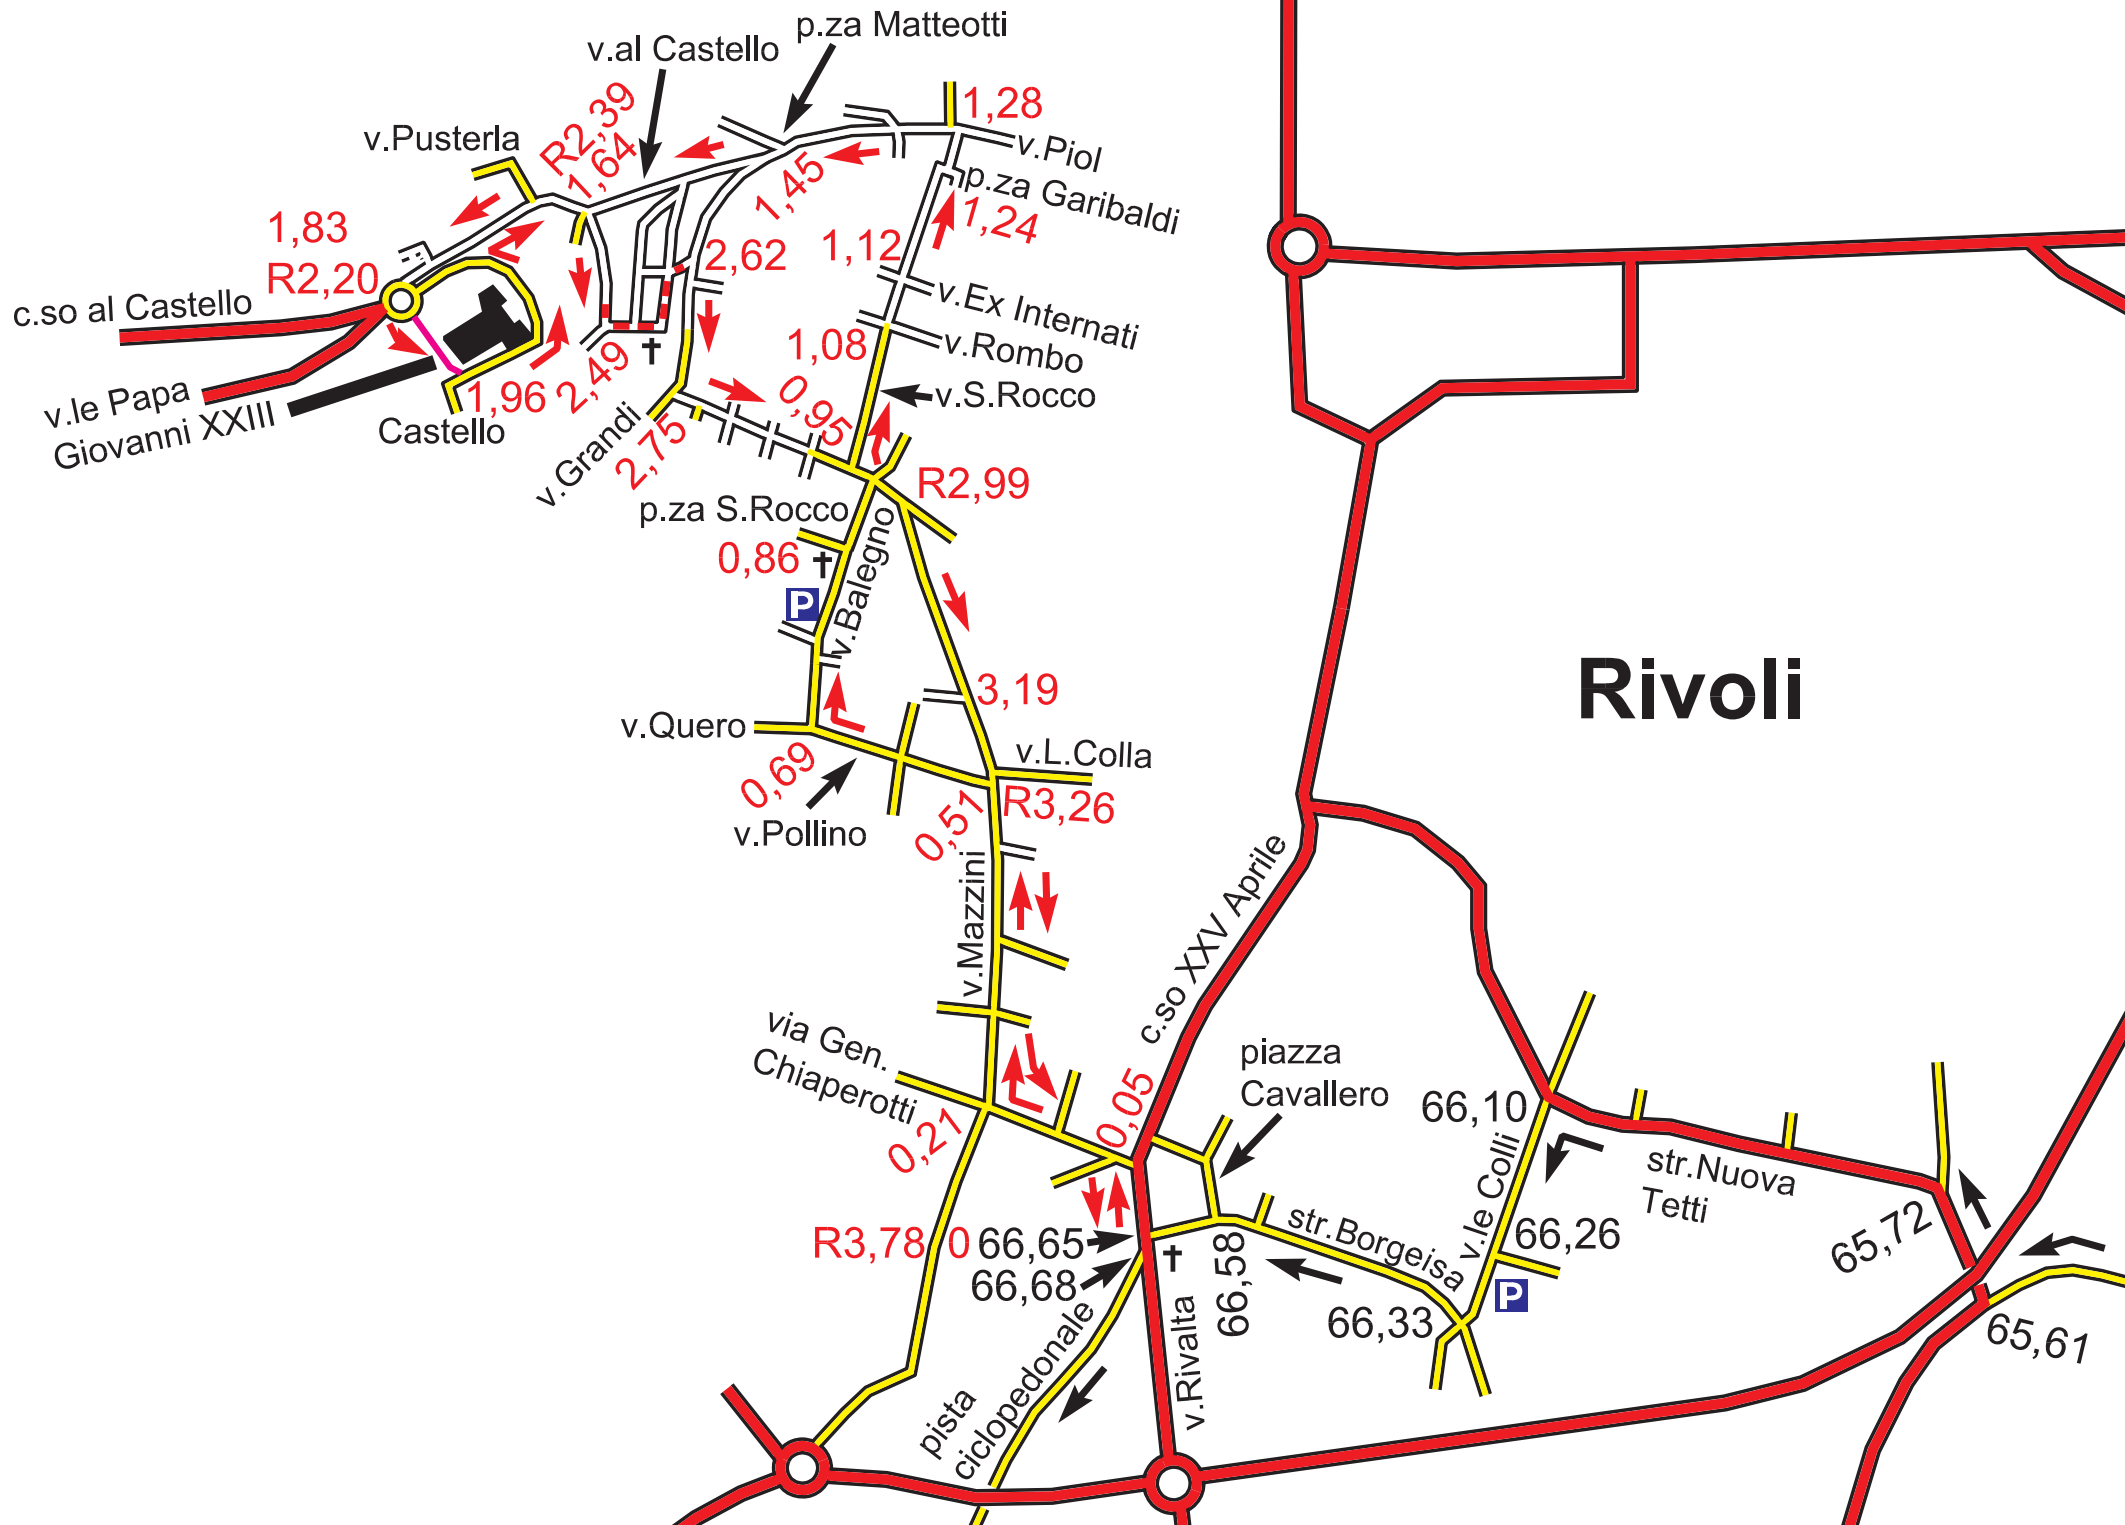 p.za Matteotti
v.al Castello
R2,39
1,64
1,28
v.Pusterla
v.Piol
p.za Garibaldi
1,45
1,24
1,83
R2,20
2,62
1,12
c.so al Castello
v.Ex Internati
v.Rombo
1,08
v.S.Rocco
v.le Papa
Giovanni XXIII
1,96
2,49
0,95
Castello
v.Grandi
2,75
R2,99
p.za S.Rocco
0,86
P
v.Balegno
Rivoli
3,19
v.Quero
v.L.Colla
0,69
R3,26
0,51
v.Pollino
v.Mazzini
c.so XXV Aprile
via Gen.
Chiaperotti
piazza
Cavallero
0,05
66,10
0,21
v.le Colli
str.Nuova
Tetti
R3,78 0 66,65
66,68
66,58
str.Borgeisa
66,26
65,72
P
66,33
65,61
v.Rivalta
pista
ciclopedonale